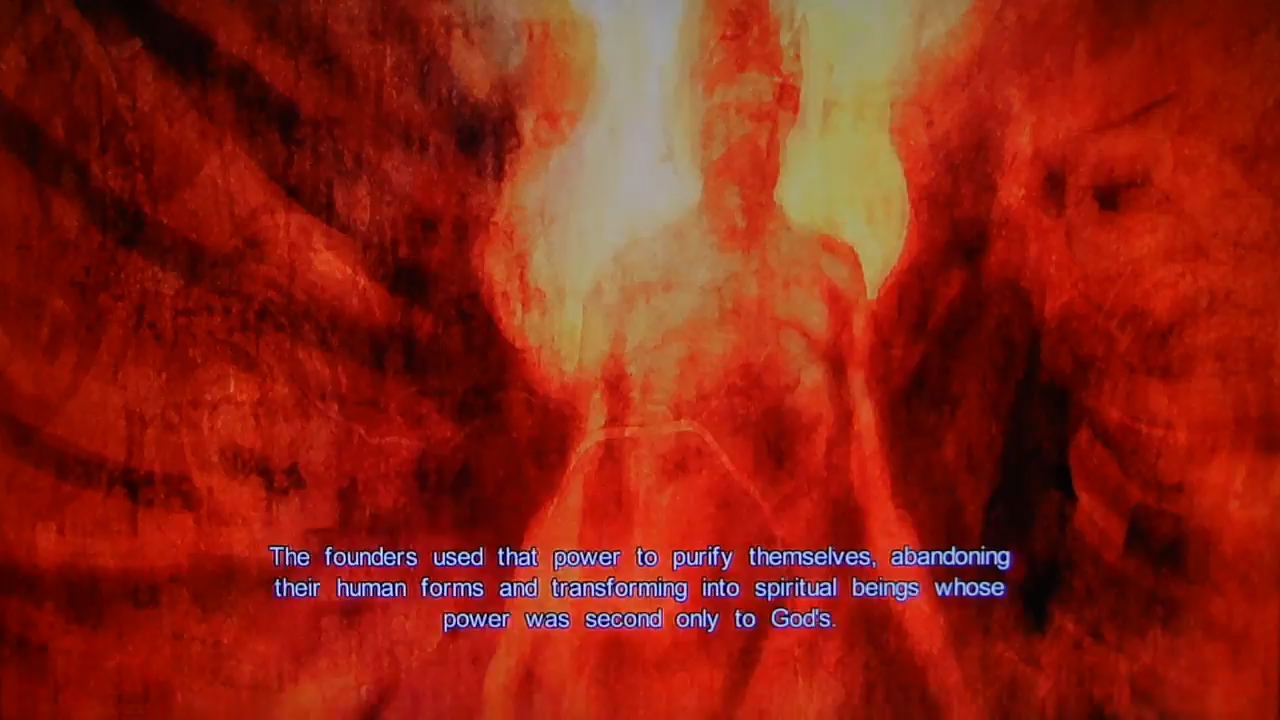 The founders used that power to purify themselves, abandoning
their human forms and transforming into spiritual beings whose
power was second only to God's.